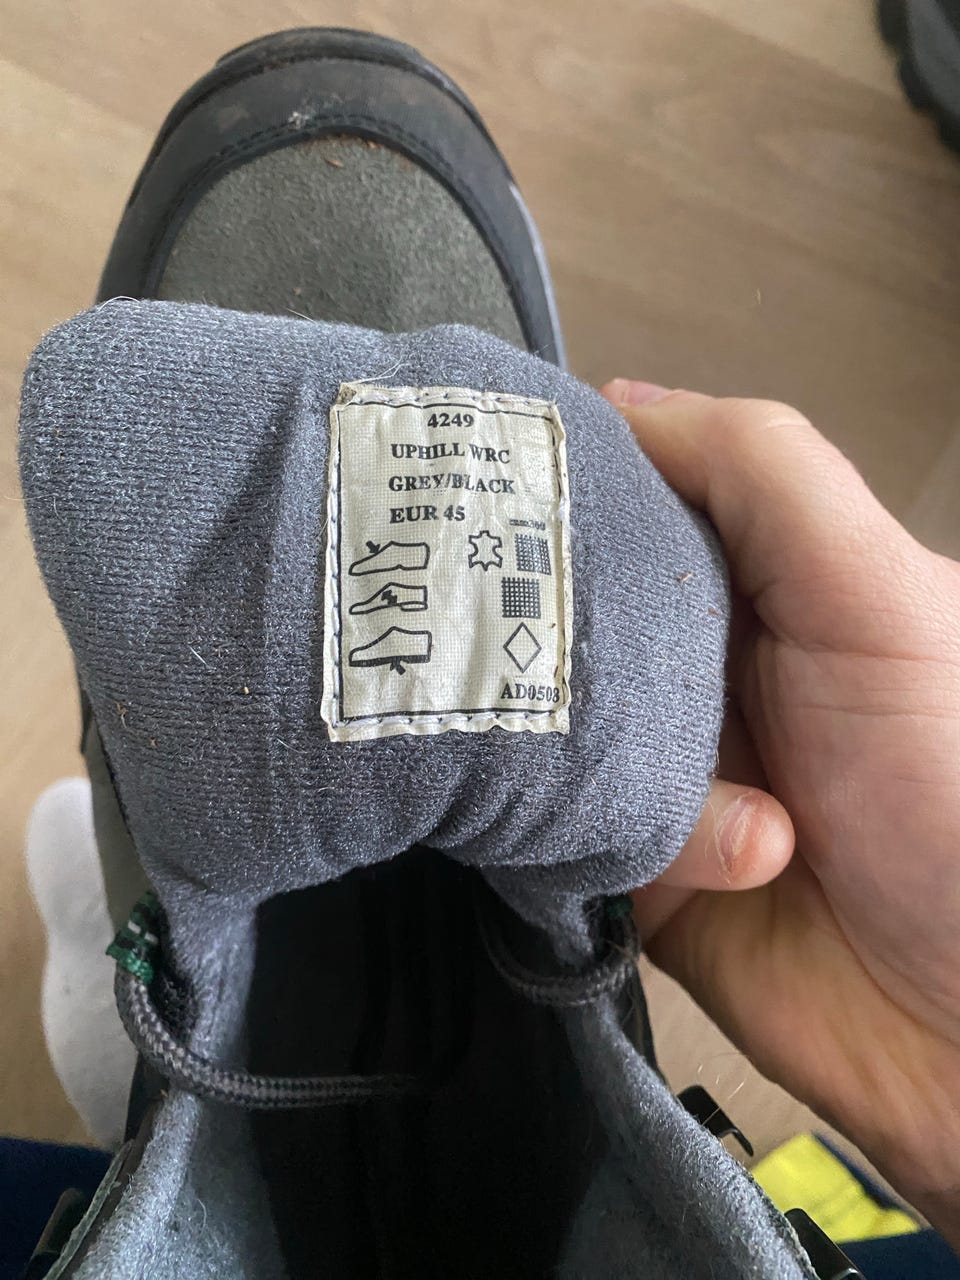 4249
UPHILL WRC
GREY/BLACK
EUR 45
AD0508